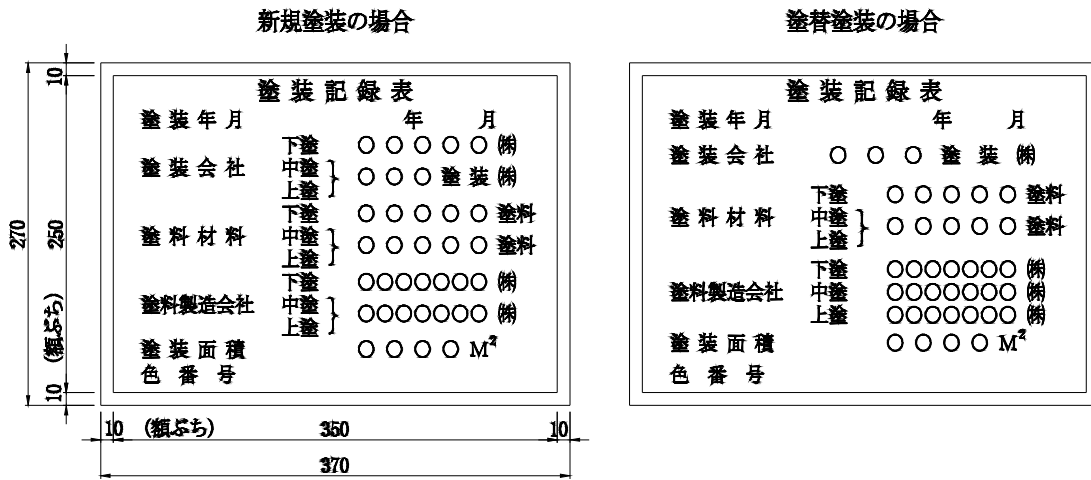 新規塗装の場合
塗装記録表
塗装年月 年 月
塗装会社
下塗 ○○○○○㈱
中塗
上塗
○○○塗装㈱
塗料材料
下塗 ○○○○○塗料
中塗
上塗
○○○○○塗料
塗料製造会社
下塗 ○○○○○○○㈱
中塗
上塗
○○○○○○○㈱
塗装面積 ○○○○M²
色番号
10
250
(額ぶち)
10
270
10 (額ぶち) 350 10
370
塗替塗装の場合
塗装記録表
塗装年月 年 月
塗装会社 ○○○塗装㈱
塗料材料
下塗 ○○○○○塗料
中塗
上塗
○○○○○塗料
塗料製造会社
下塗 ○○○○○○○㈱
中塗 ○○○○○○○㈱
上塗 ○○○○○○○㈱
塗装面積 ○○○○M²
色番号